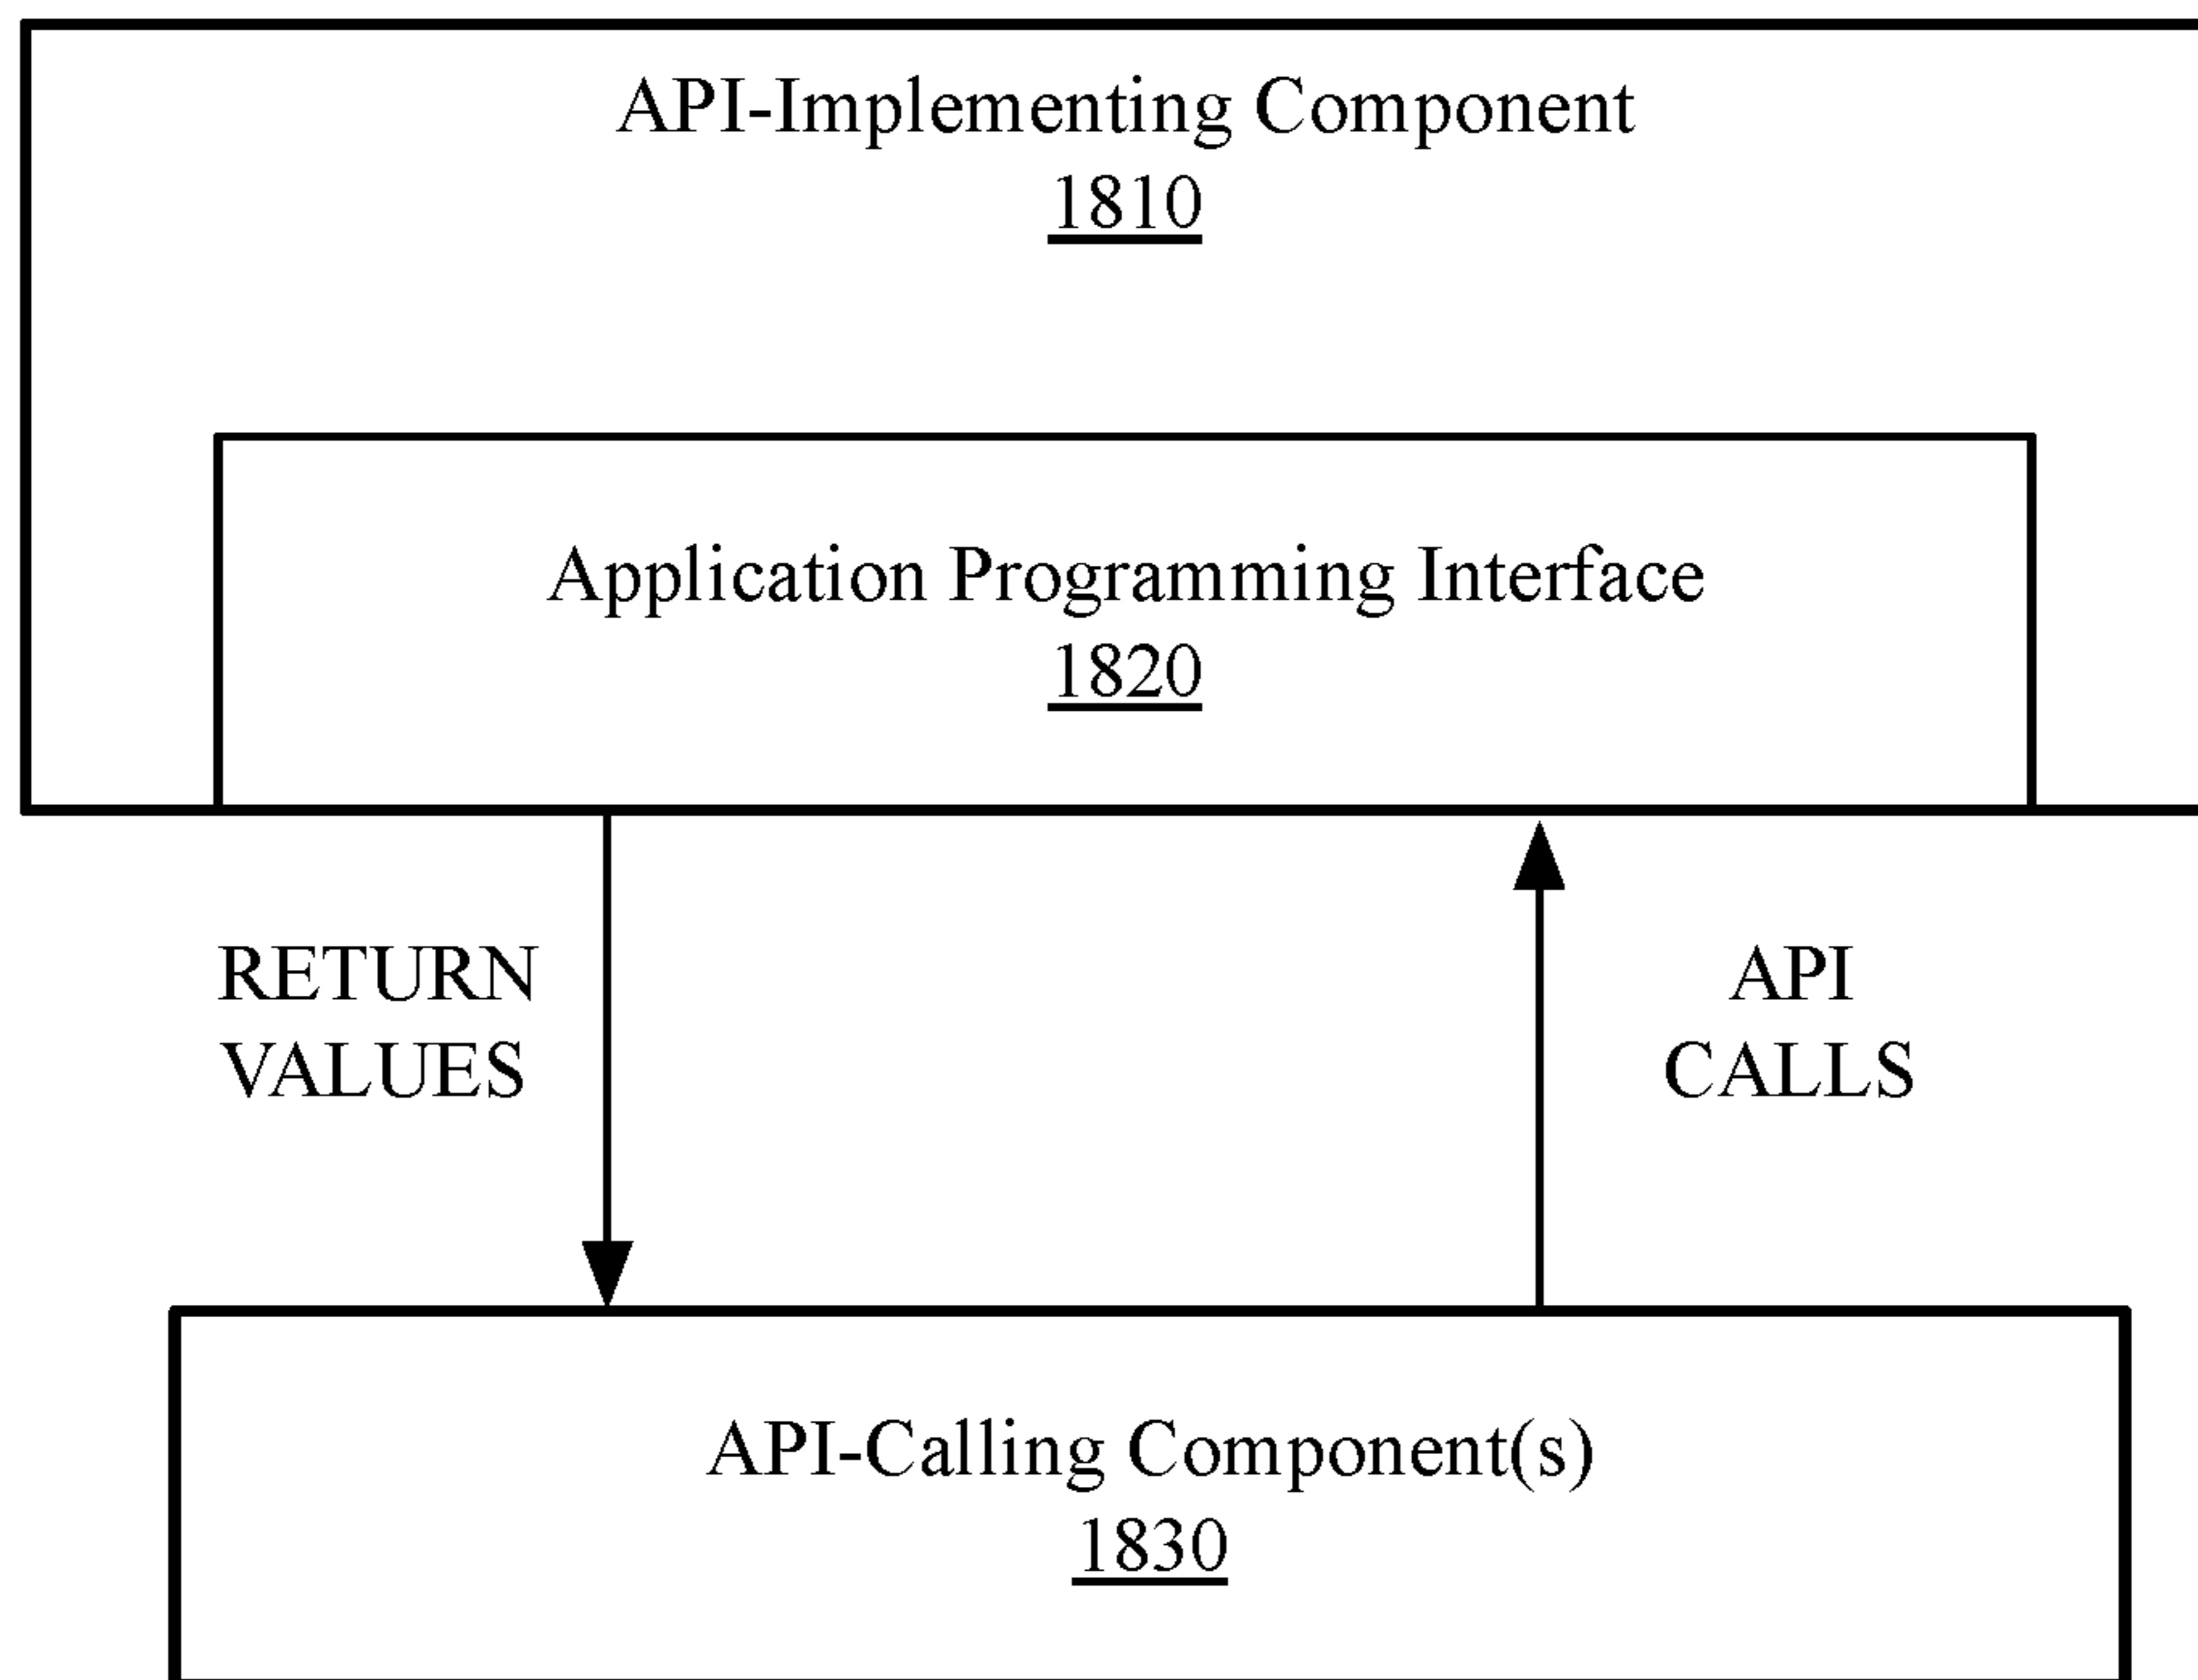 API-Implementing Component
1810
Application Programming Interface
1820
RETURN
VALUES
API
CALLS
API-Calling Component(s)
1830